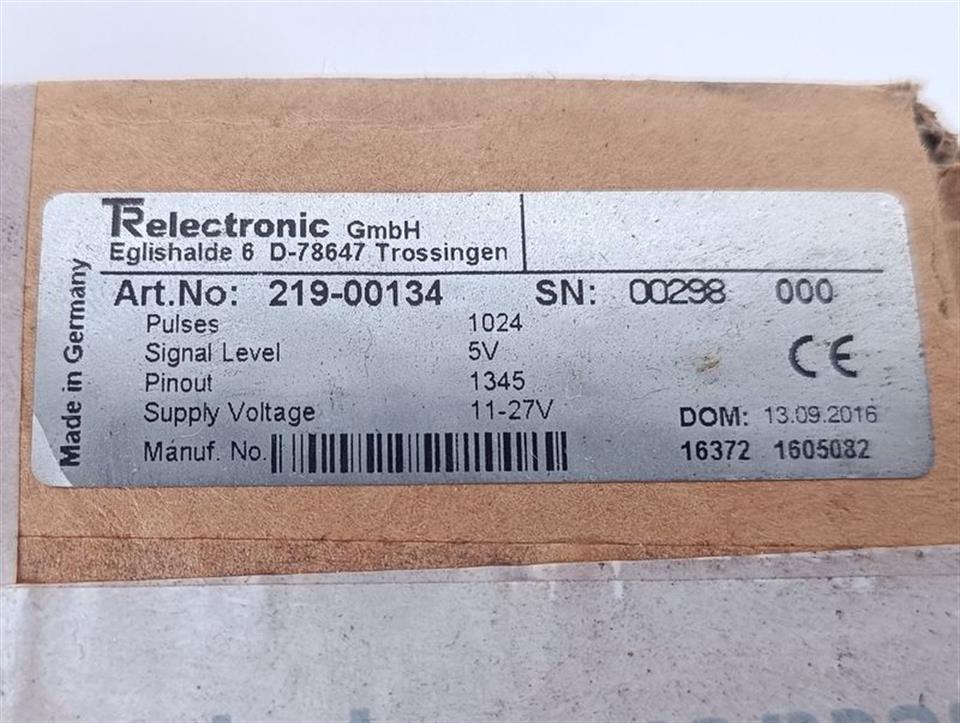 TRelectronic GmbH
Eglishalde 6 D-78647 Trossingen
Made in Germany
Art.No: 219-00134 SN: 00298 000
Pulses 1024
Signal Level 5V
Pinout 1345
Supply Voltage 11-27V
CE
DOM: 13.09.2016
Manuf. No. 16372 1605082